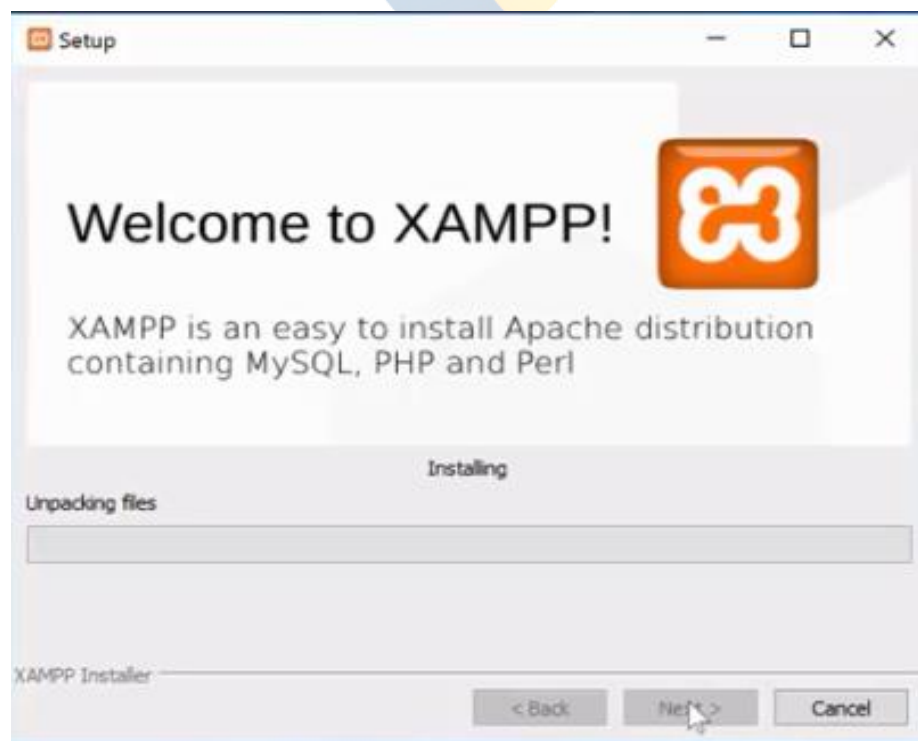 Setup
Welcome to XAMPP!
XAMPP is an easy to install Apache distribution
containing MySQL, PHP and Perl
Installing
Unpacking files
XAMPP Installer
< Back Next > Cancel